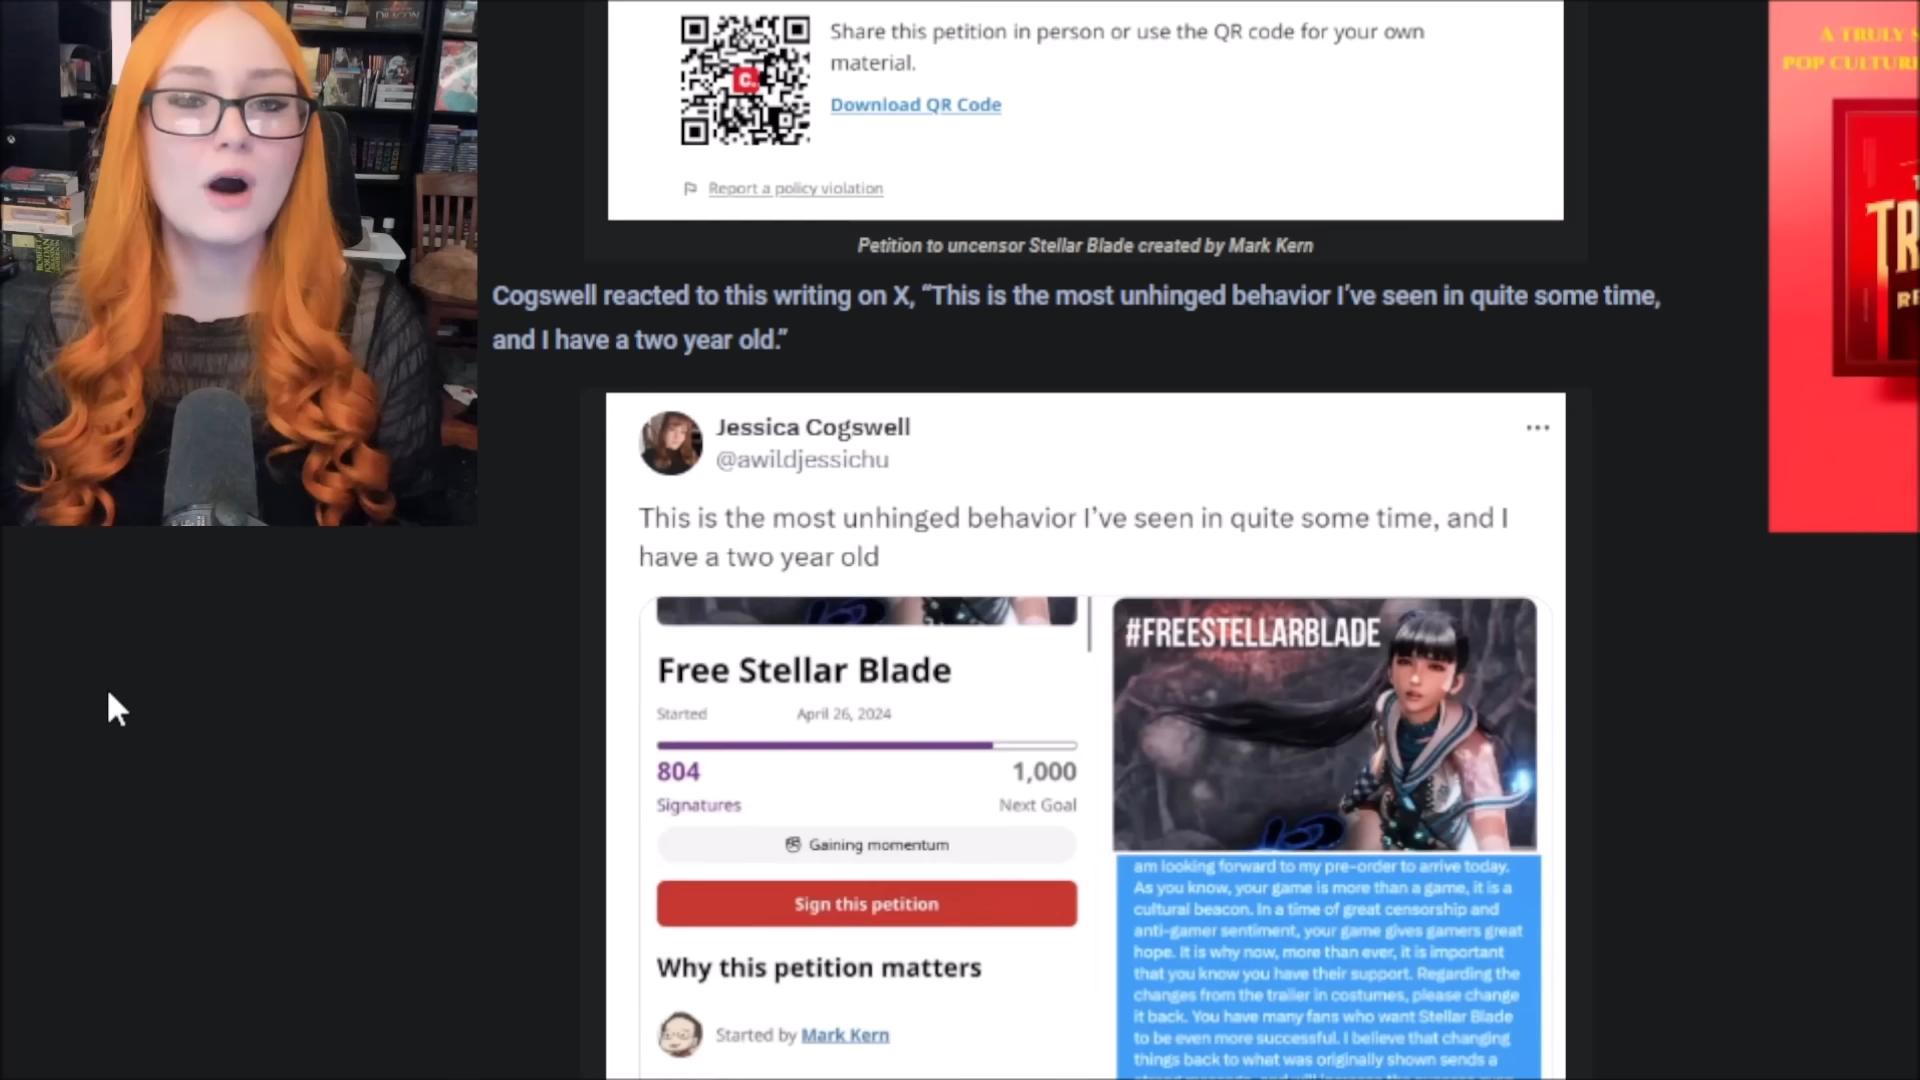 DRAGON
ROBERT
JORDAN
Share this petition in person or use the QR code for your own
material.
Download QR Code
Report a policy violation
Petition to uncensor Stellar Blade created by Mark Kern
Cogswell reacted to this writing on X, “This is the most unhinged behavior I’ve seen in quite some time,
and I have a two year old.”
Jessica Cogswell
@awildjessichu
This is the most unhinged behavior I’ve seen in quite some time, and I
have a two year old
Free Stellar Blade
Started April 26, 2024
804 1,000
Signatures Next Goal
Gaining momentum
Sign this petition
Why this petition matters
Started by Mark Kern
#FREESTELLARBLADE
am looking forward to my pre-order to arrive today.
As you know, your game is more than a game, it is a
cultural beacon. In a time of great censorship and
anti-gamer sentiment, your game gives gamers great
hope. It is why now, more than ever, it is important
that you know you have their support. Regarding the
changes from the trailer in costumes, please change
it back. You have many fans who want Stellar Blade
to be even more successful. I believe that changing
things back to what was originally shown sends a
A TRULY
POP CULTUR
TR